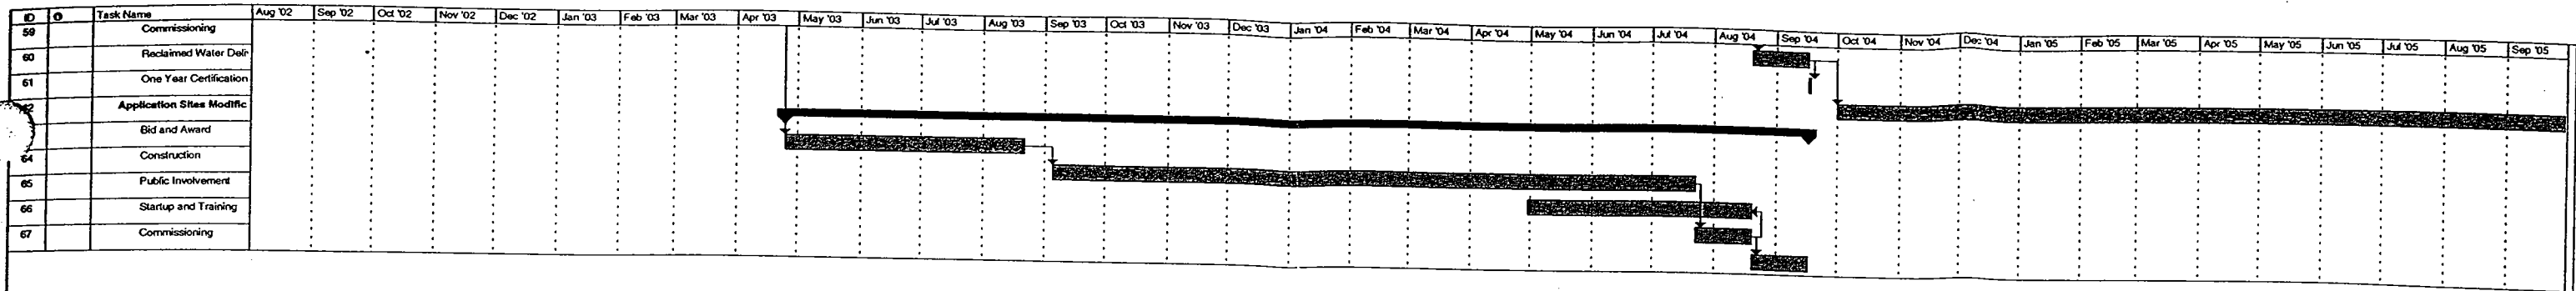 ID Task Name Aug '02 Sep '02 Oct '02 Nov '02 Dec '02 Jan '03 Feb '03 Mar '03 Apr '03 May '03 Jun '03 Jul '03 Aug '03 Sep '03 Oct '03 Nov '03 Dec '03 Jan '04 Feb '04 Mar '04 Apr '04 May '04 Jun '04 Jul '04 Aug '04 Sep '04 Oct '04 Nov '04 Dec '04 Jan '05 Feb '05 Mar '05 Apr '05 May '05 Jun '05 Jul '05 Aug '05 Sep '05
59 Commissioning
60 Reclaimed Water Deliv
61 One Year Certification
Application Sites Modific
Bid and Award
64 Construction
65 Public Involvement
66 Startup and Training
67 Commissioning